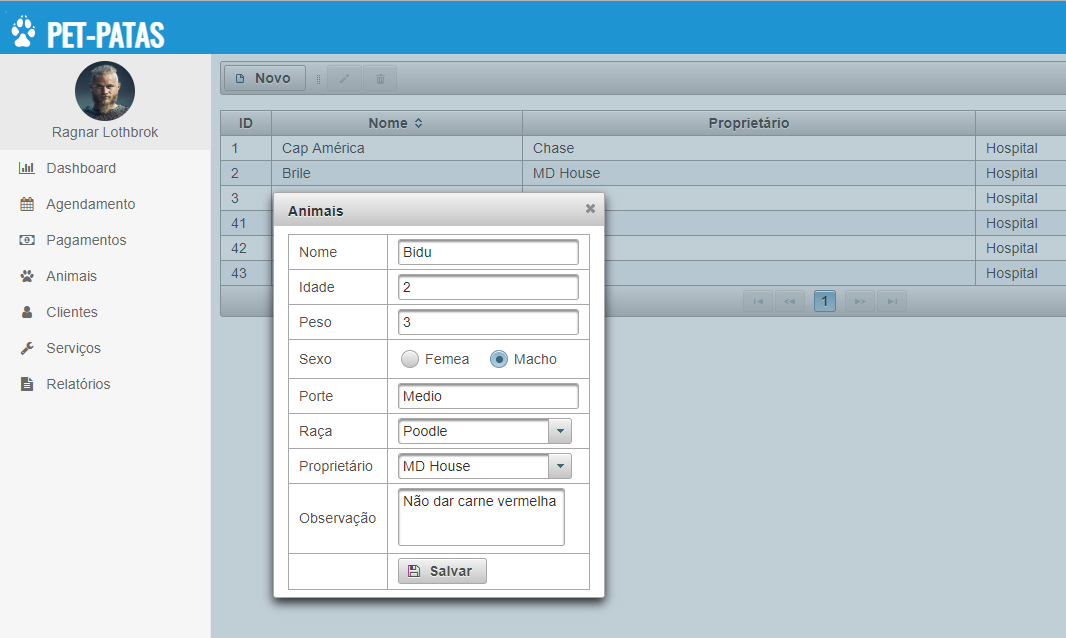 PET-PATAS
Ragnar Lothbrok
Dashboard
Agendamento
Pagamentos
Animais
Clientes
Serviços
Relatórios
Novo
ID Nome Proprietário
1 Cap América Chase Hospital
2 Brile MD House Hospital
3 Hospital
41 Hospital
42 Hospital
43 Hospital
1
Animais
Nome Bidu
Idade 2
Peso 3
Sexo Femea Macho
Porte Medio
Raça Poodle
Proprietário MD House
Observação Não dar carne vermelha
Salvar